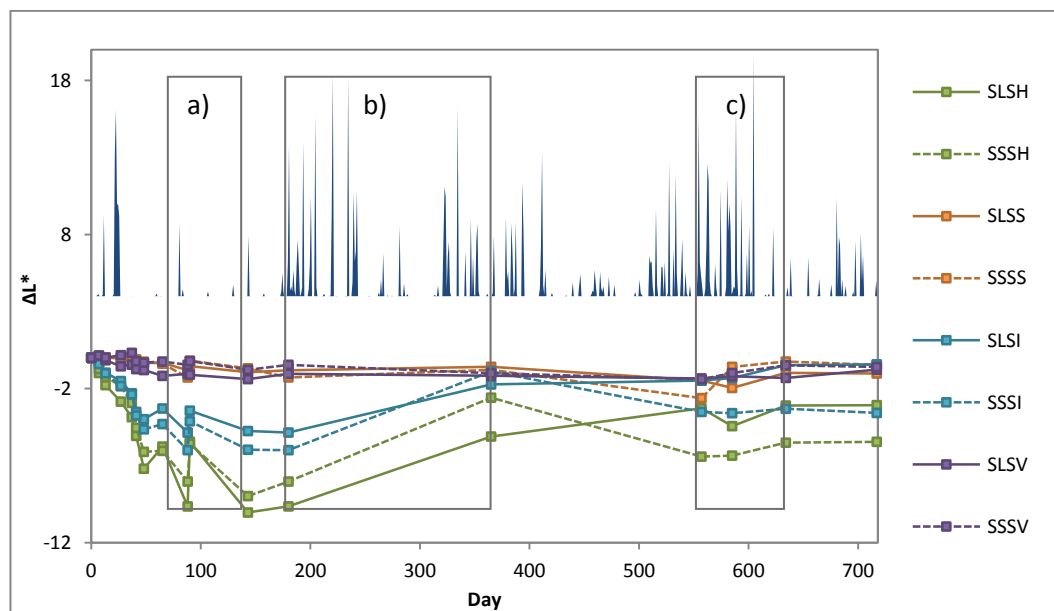 18
8
-2
-12
ΔL*
a)
b)
c)
0
100
200
300
400
500
600
700
Day
SLSH
SSSH
SLSS
SSSS
SLSI
SSSI
SLSV
SSSV